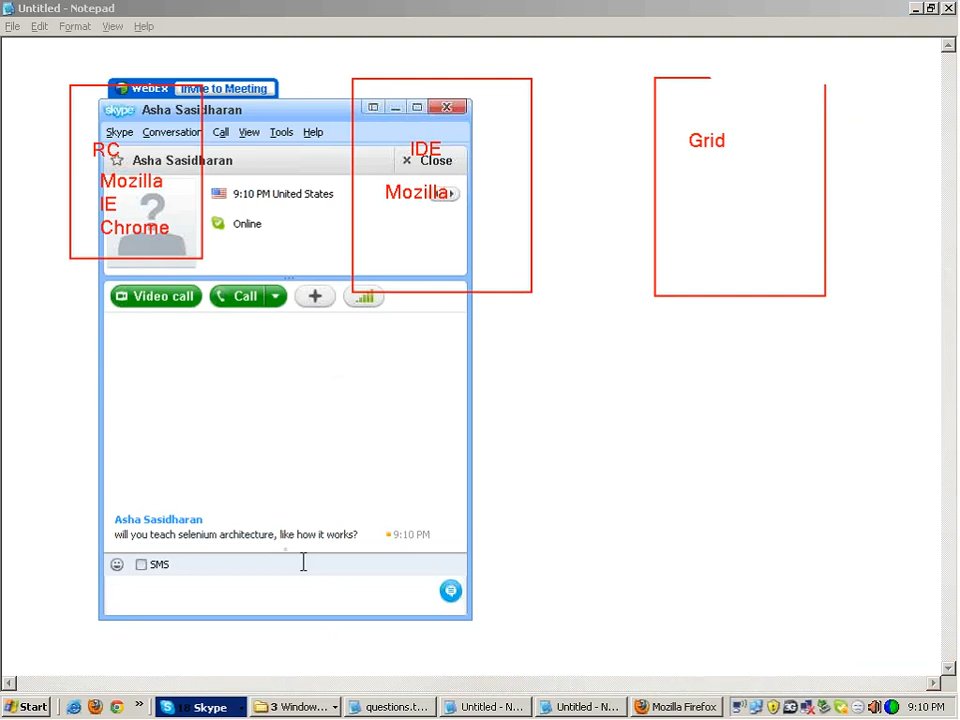 Untitled - Notepad
File Edit Format View Help
WebEx Invite to Meeting
skype Asha Sasidharan
Skype Conversation Call View Tools Help
Asha Sasidharan
Close
9:10 PM United States
Online
RC
Mozilla
IE
Chrome
IDE
Mozilla
Grid
Video call
Call
Asha Sasidharan
will you teach selenium architecture, like how it works?
9:10 PM
SMS
Start
»
18 Skype
3 Window...
questions.t...
Untitled - N...
Untitled - N...
Mozilla Firefox
9:10 PM